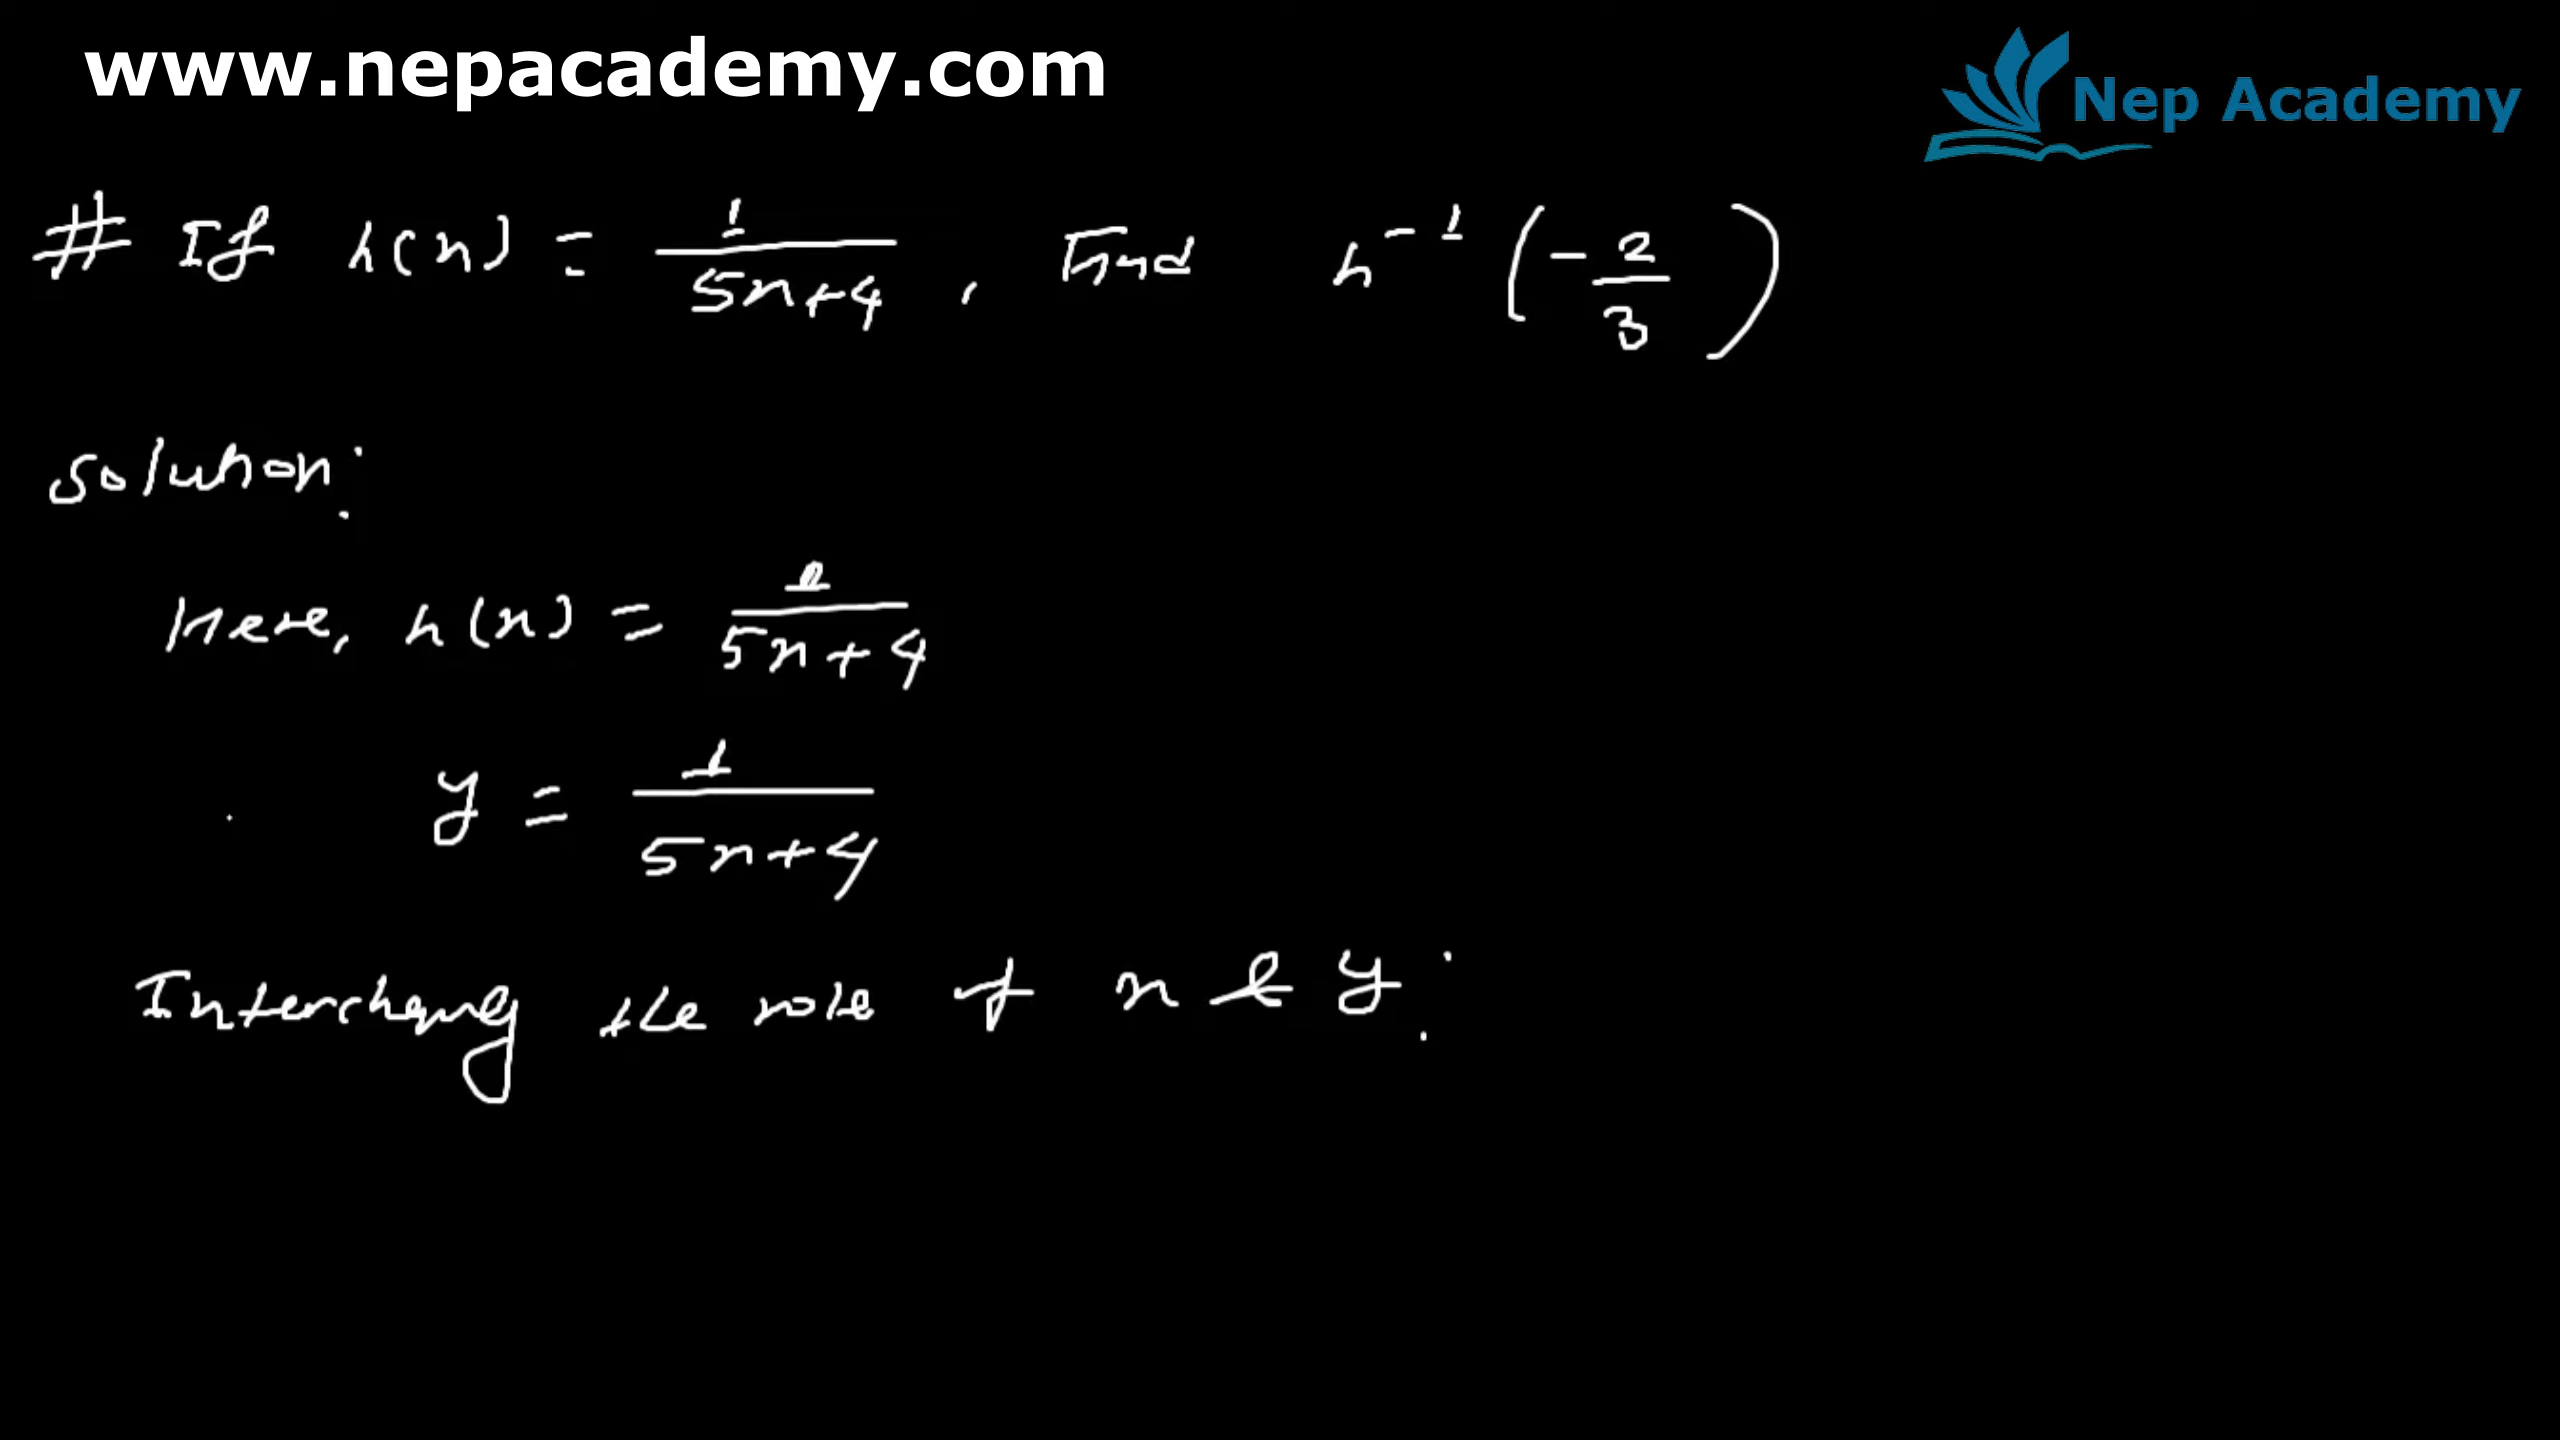 www.nepacademy.com
Nep Academy
# If h(x) = 1/(5x+4), Find h⁻¹(-2/3)
Solution:
Here, h(x) = 1/(5x+4)
y = 1/(5x+4)
Interchanging the role of x & y: